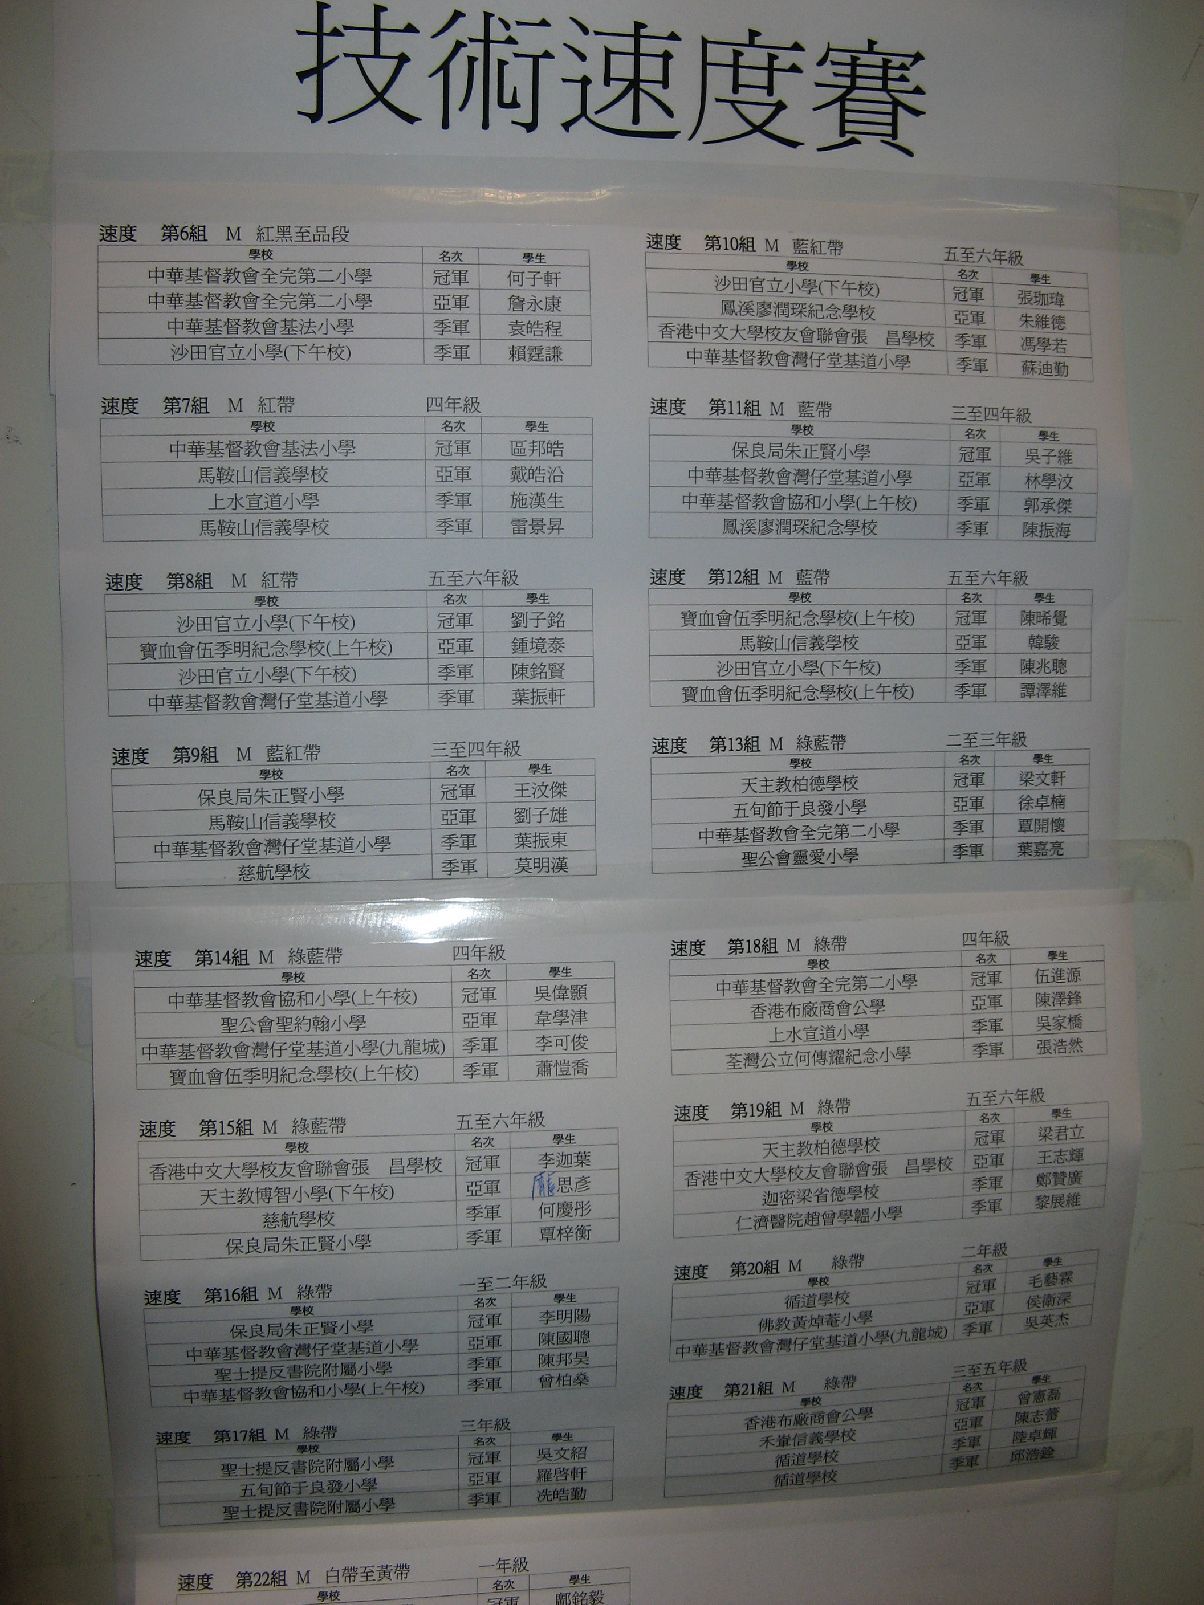 技術速度賽
速度 第6組 M 紅黑至品段
學校 名次 學生
中華基督教會全完第二小學 冠軍 何子軒
中華基督教會全完第二小學 亞軍 詹永康
中華基督教會基法小學 季軍 袁皓程
沙田官立小學(下午校) 季軍 賴霆謙
速度 第7組 M 紅帶 四年級
學校 名次 學生
中華基督教會基法小學 冠軍 區邦皓
馬鞍山信義學校 亞軍 戴皓沿
上水宣道小學 季軍 施漢生
馬鞍山信義學校 季軍 雷景昇
速度 第8組 M 紅帶 五至六年級
學校 名次 學生
沙田官立小學(下午校) 冠軍 劉子銘
寶血會伍季明紀念學校(上午校) 亞軍 鍾境泰
沙田官立小學(下午校) 季軍 陳銘賢
中華基督教會灣仔堂基道小學 季軍 葉振軒
速度 第9組 M 藍紅帶 三至四年級
學校 名次 學生
保良局朱正賢小學 冠軍 王汶傑
馬鞍山信義學校 亞軍 劉子雄
中華基督教會灣仔堂基道小學 季軍 葉振東
慈航學校 季軍 莫明漢
速度 第10組 M 藍紅帶 五至六年級
學校 名次 學生
沙田官立小學(下午校) 冠軍 張珈瑋
鳳溪廖潤琛紀念學校 亞軍 朱維德
香港中文大學校友會聯會張 昌學校 季軍 馮學若
中華基督教會灣仔堂基道小學 季軍 蘇迪勤
速度 第11組 M 藍帶 三至四年級
學校 名次 學生
保良局朱正賢小學 冠軍 吳子維
中華基督教會灣仔堂基道小學 亞軍 林學汶
中華基督教會協和小學(上午校) 季軍 郭承傑
鳳溪廖潤琛紀念學校 季軍 陳振海
速度 第12組 M 藍帶 五至六年級
學校 名次 學生
寶血會伍季明紀念學校(上午校) 冠軍 陳晞覺
馬鞍山信義學校 亞軍 韓駿
沙田官立小學(下午校) 季軍 陳兆聰
寶血會伍季明紀念學校(上午校) 季軍 譚澤維
速度 第13組 M 綠藍帶 二至三年級
學校 名次 學生
天主教柏德學校 冠軍 梁文軒
五旬節于良發小學 亞軍 徐卓楠
中華基督教會全完第二小學 季軍 覃開懷
聖公會靈愛小學 季軍 葉嘉亮
速度 第14組 M 綠藍帶 四年級
學校 名次 學生
中華基督教會協和小學(上午校) 冠軍 吳偉顥
聖公會聖約翰小學 亞軍 韋學津
中華基督教會灣仔堂基道小學(九龍城) 季軍 李可俊
寶血會伍季明紀念學校(上午校) 季軍 蕭愷喬
速度 第15組 M 綠藍帶 五至六年級
學校 名次 學生
香港中文大學校友會聯會張 昌學校 冠軍 李迦葉
天主教博智小學(下午校) 亞軍 龐思彥
慈航學校 季軍 何慶彤
保良局朱正賢小學 季軍 覃梓衡
速度 第16組 M 綠帶 一至二年級
學校 名次 學生
保良局朱正賢小學 冠軍 李明陽
中華基督教會灣仔堂基道小學 亞軍 陳國聰
聖士提反書院附屬小學 季軍 陳邦昊
中華基督教會協和小學(上午校) 季軍 曾柏燊
速度 第17組 M 綠帶 三年級
學校 名次 學生
聖士提反書院附屬小學 冠軍 吳文紹
五旬節于良發小學 亞軍 羅啓軒
聖士提反書院附屬小學 季軍 冼皓勤
速度 第18組 M 綠帶 四年級
學校 名次 學生
中華基督教會全完第二小學 冠軍 伍進源
香港布廠商會公學 亞軍 陳澤鋒
上水宣道小學 季軍 吳家橋
荃灣公立何傳耀紀念小學 季軍 張浩然
速度 第19組 M 綠帶 五至六年級
學校 名次 學生
天主教柏德學校 冠軍 梁君立
香港中文大學校友會聯會張 昌學校 亞軍 王志輝
迦密梁省德學校 季軍 鄭贊廣
仁濟醫院趙曾學韞小學 季軍 黎展維
速度 第20組 M 綠帶 二年級
學校 名次 學生
循道學校 冠軍 毛藝霖
佛教黃焯菴小學 亞軍 侯衛深
中華基督教會灣仔堂基道小學(九龍城) 季軍 吳英杰
速度 第21組 M 綠帶 三至五年級
學校 名次 學生
香港布廠商會公學 冠軍 曾憲磊
禾輋信義學校 亞軍 陳志蕾
循道學校 季軍 陸卓輝
循道學校 季軍 邱浩銓
速度 第22組 M 白帶至黃帶 一年級
學校 名次 學生
冠軍 鄺銘毅